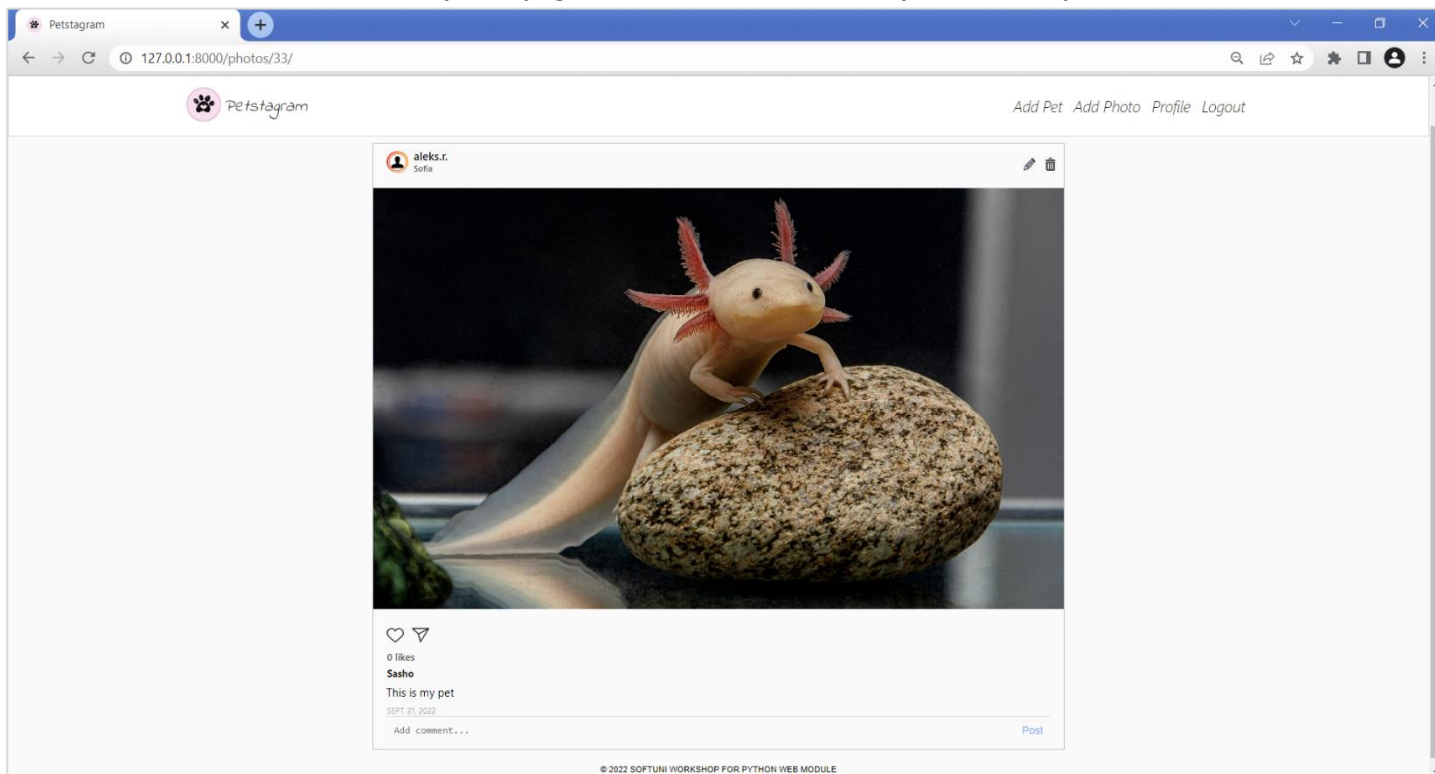 Petstagram
127.0.0.1:8000/photos/33/
Petstagram
Add Pet Add Photo Profile Logout
aleks.r.
Sofia
0 likes
Sasho
This is my pet
SEPT. 21, 2022
Add comment...
Post
© 2022 SOFTUNI WORKSHOP FOR PYTHON WEB MODULE